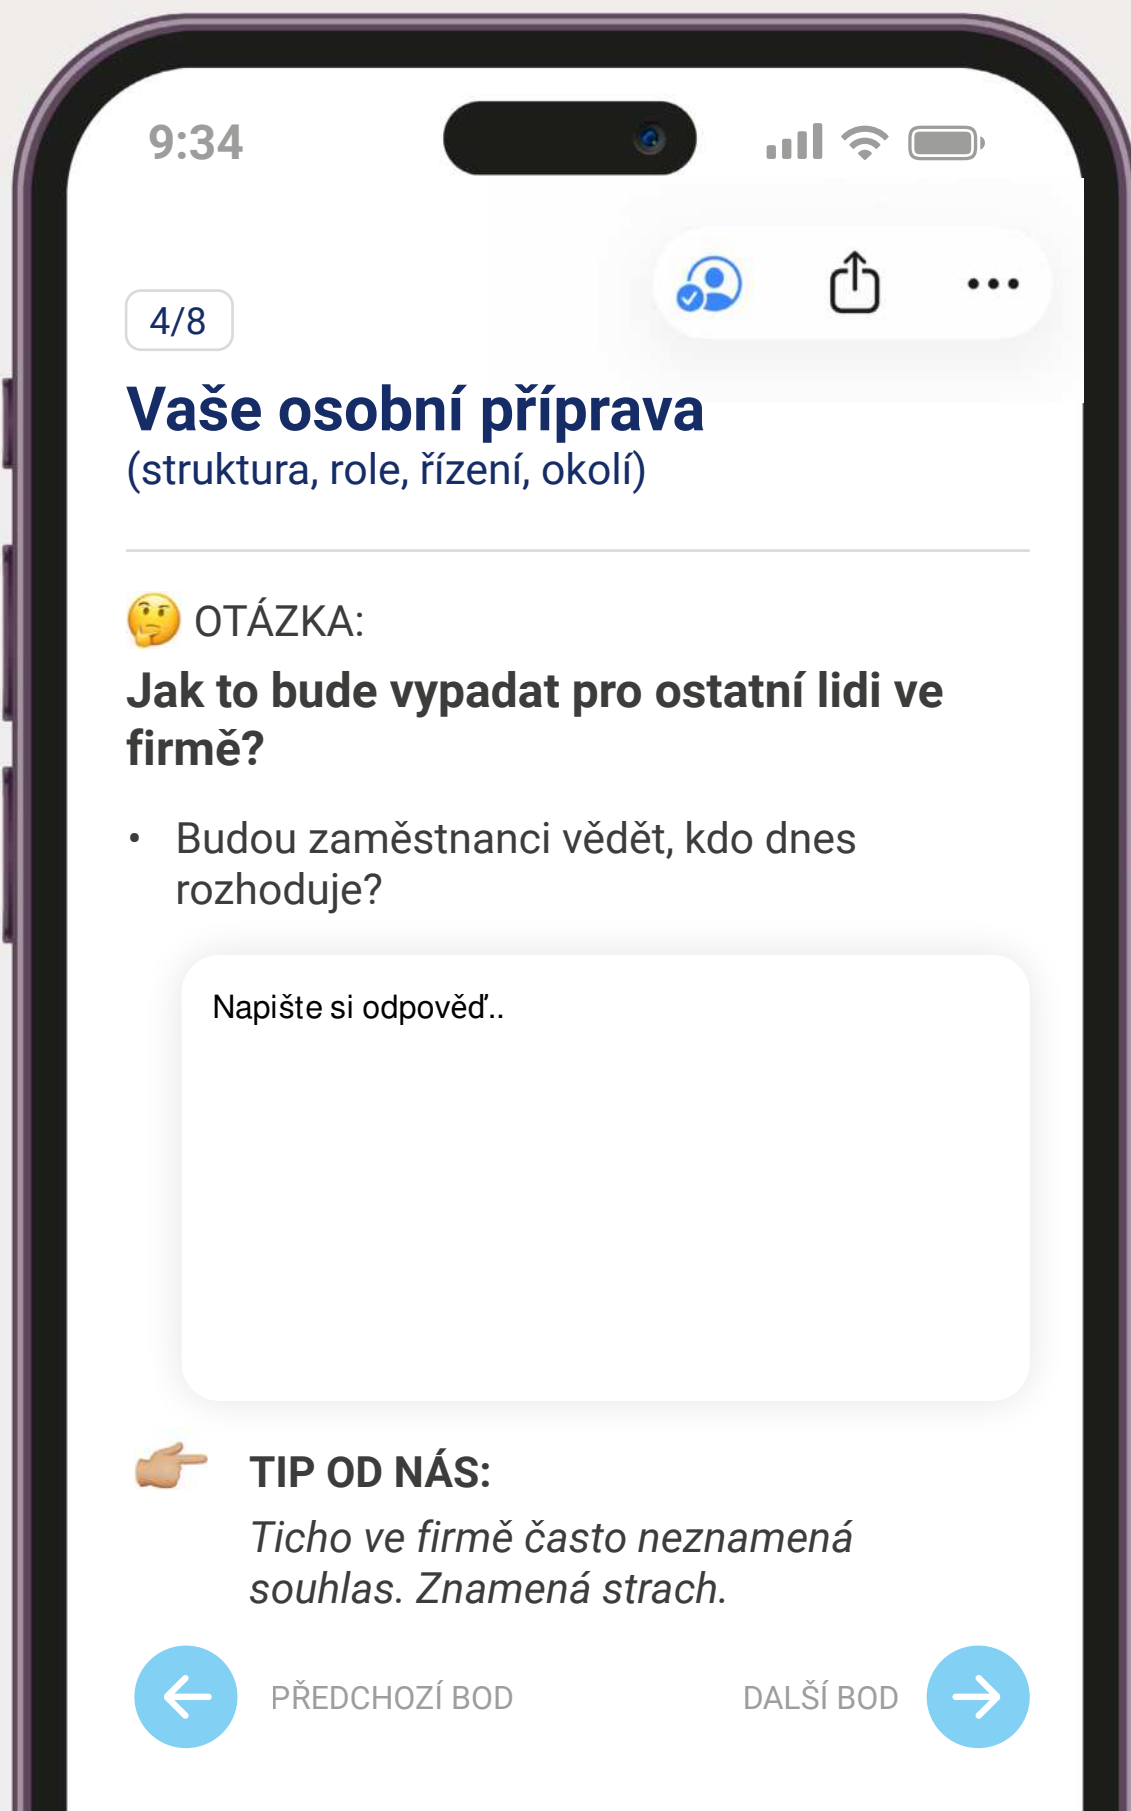 9:34
4/8
Vaše osobní příprava
(struktura, role, řízení, okolí)
OTÁZKA:
Jak to bude vypadat pro ostatní lidi ve
firmě?
• Budou zaměstnanci vědět, kdo dnes
rozhoduje?
Napište si odpověď..
TIP OD NÁS:
Ticho ve firmě často neznamená
souhlas. Znamená strach.
PŘEDCHOZÍ BOD
DALŠÍ BOD